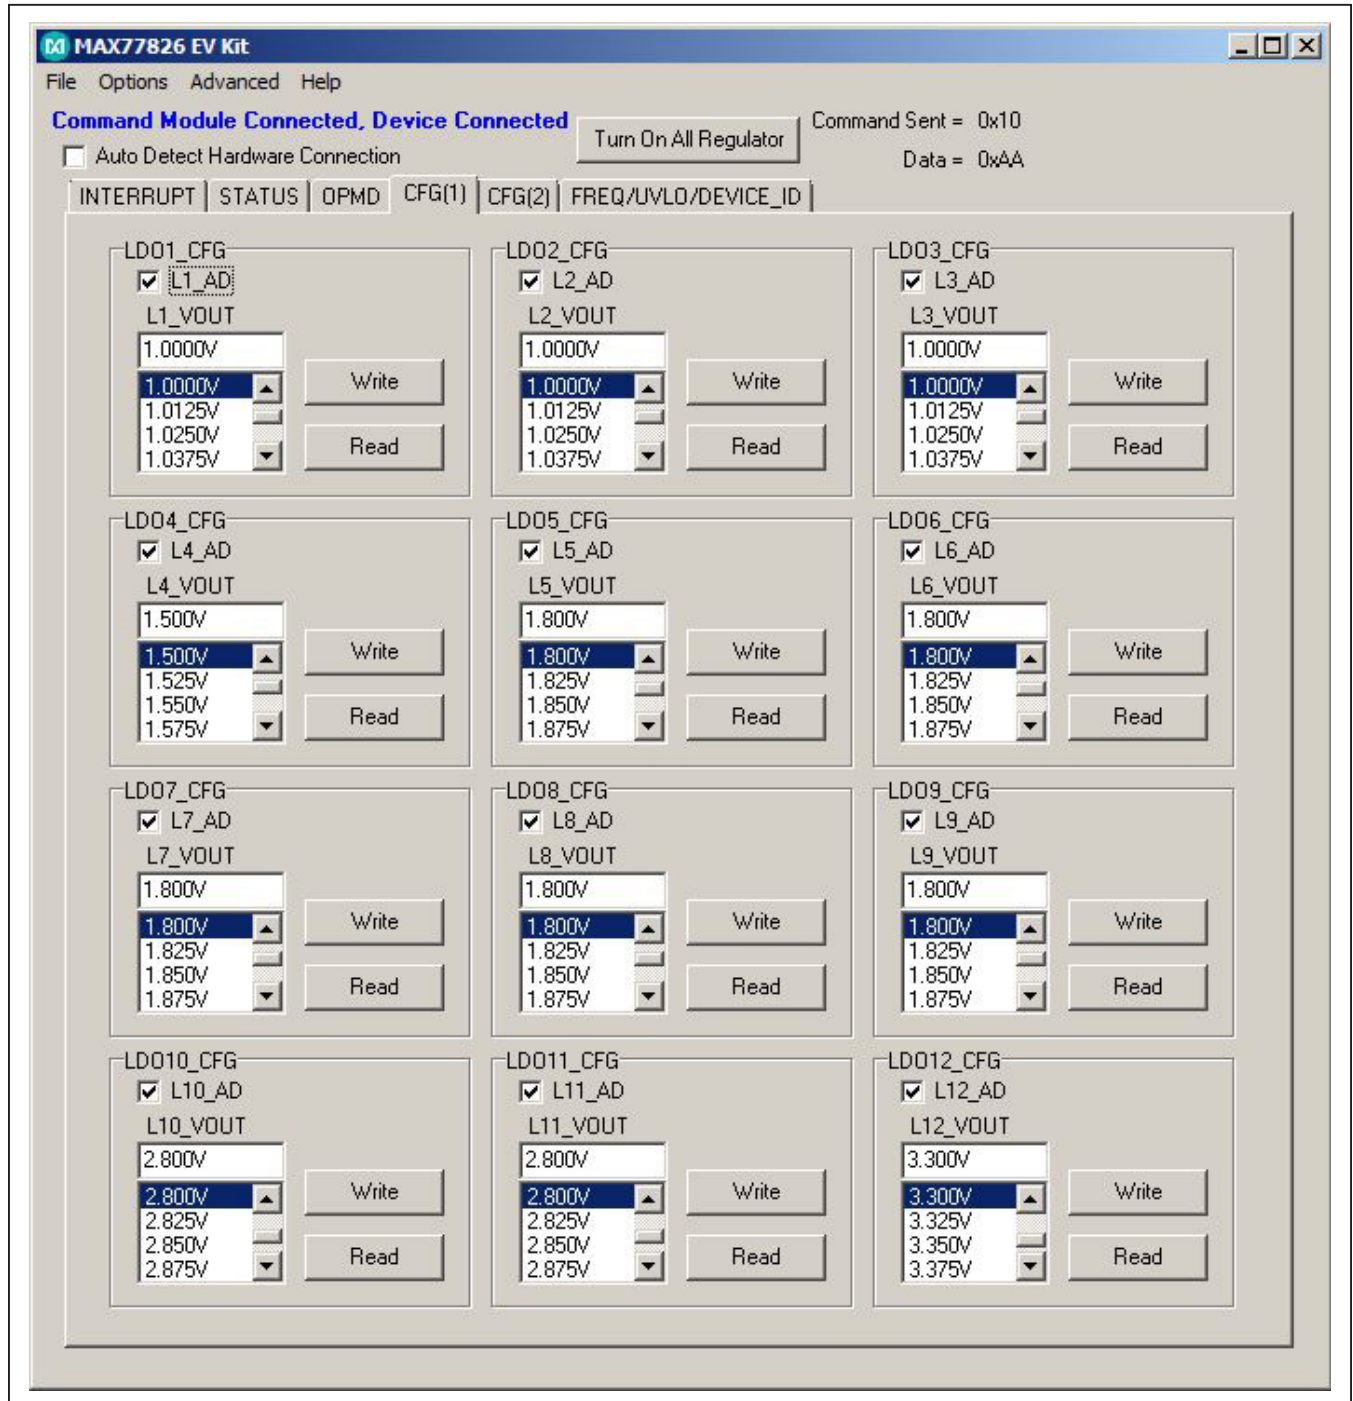 MAX77826 EV Kit
File Options Advanced Help
Command Module Connected, Device Connected
Turn On All Regulator
Command Sent = 0x10
Auto Detect Hardware Connection
Data = 0xAA
INTERRUPT STATUS OPMD CFG(1) CFG(2) FREQ/UVLO/DEVICE_ID
LDO1_CFG
L1_AD
L1_VOUT
1.0000V
1.0000V
1.0125V
1.0250V
1.0375V
Write
Read
LDO2_CFG
L2_AD
L2_VOUT
1.0000V
1.0000V
1.0125V
1.0250V
1.0375V
Write
Read
LDO3_CFG
L3_AD
L3_VOUT
1.0000V
1.0000V
1.0125V
1.0250V
1.0375V
Write
Read
LDO4_CFG
L4_AD
L4_VOUT
1.500V
1.500V
1.525V
1.550V
1.575V
Write
Read
LDO5_CFG
L5_AD
L5_VOUT
1.800V
1.800V
1.825V
1.850V
1.875V
Write
Read
LDO6_CFG
L6_AD
L6_VOUT
1.800V
1.800V
1.825V
1.850V
1.875V
Write
Read
LDO7_CFG
L7_AD
L7_VOUT
1.800V
1.800V
1.825V
1.850V
1.875V
Write
Read
LDO8_CFG
L8_AD
L8_VOUT
1.800V
1.800V
1.825V
1.850V
1.875V
Write
Read
LDO9_CFG
L9_AD
L9_VOUT
1.800V
1.800V
1.825V
1.850V
1.875V
Write
Read
LDO10_CFG
L10_AD
L10_VOUT
2.800V
2.800V
2.825V
2.850V
2.875V
Write
Read
LDO11_CFG
L11_AD
L11_VOUT
2.800V
2.800V
2.825V
2.850V
2.875V
Write
Read
LDO12_CFG
L12_AD
L12_VOUT
3.300V
3.300V
3.325V
3.350V
3.375V
Write
Read